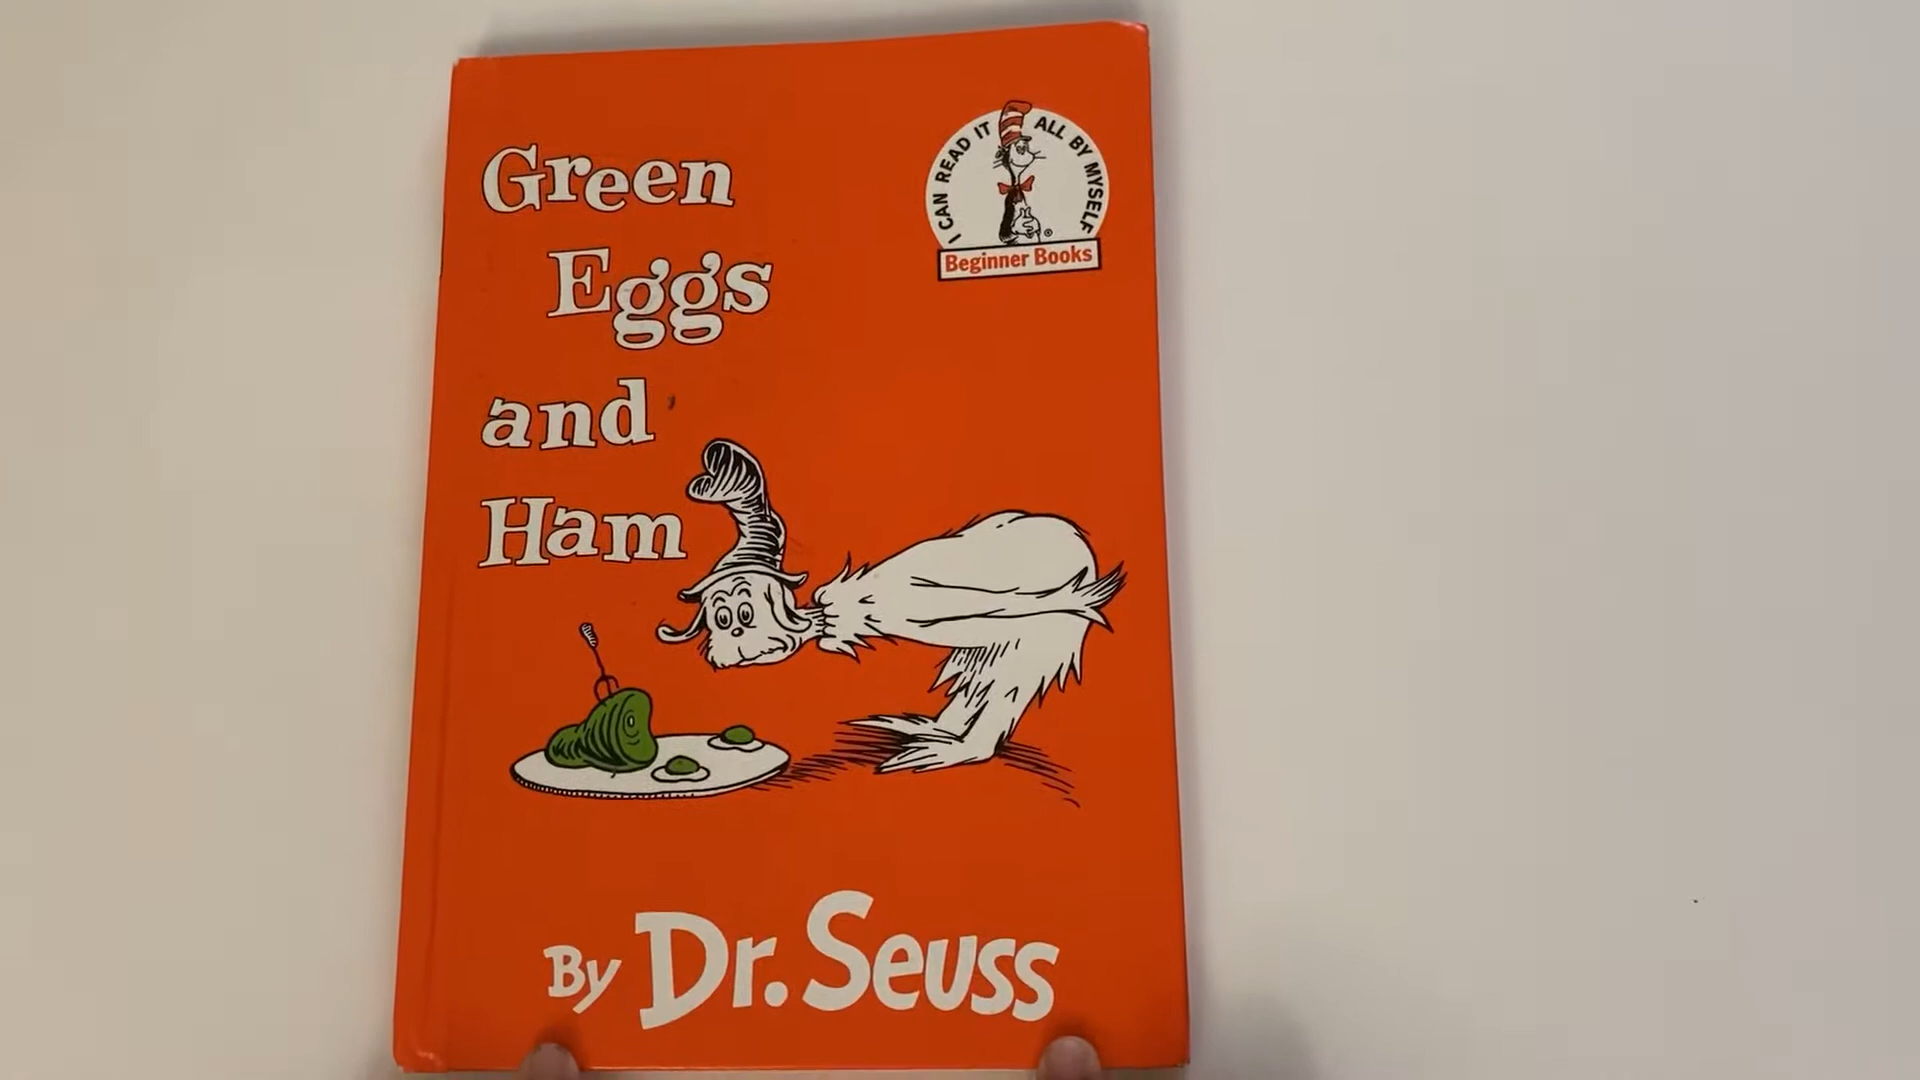 Green
Eggs
and
Ham
I CAN READ IT ALL BY MYSELF
®
Beginner Books
By Dr. Seuss